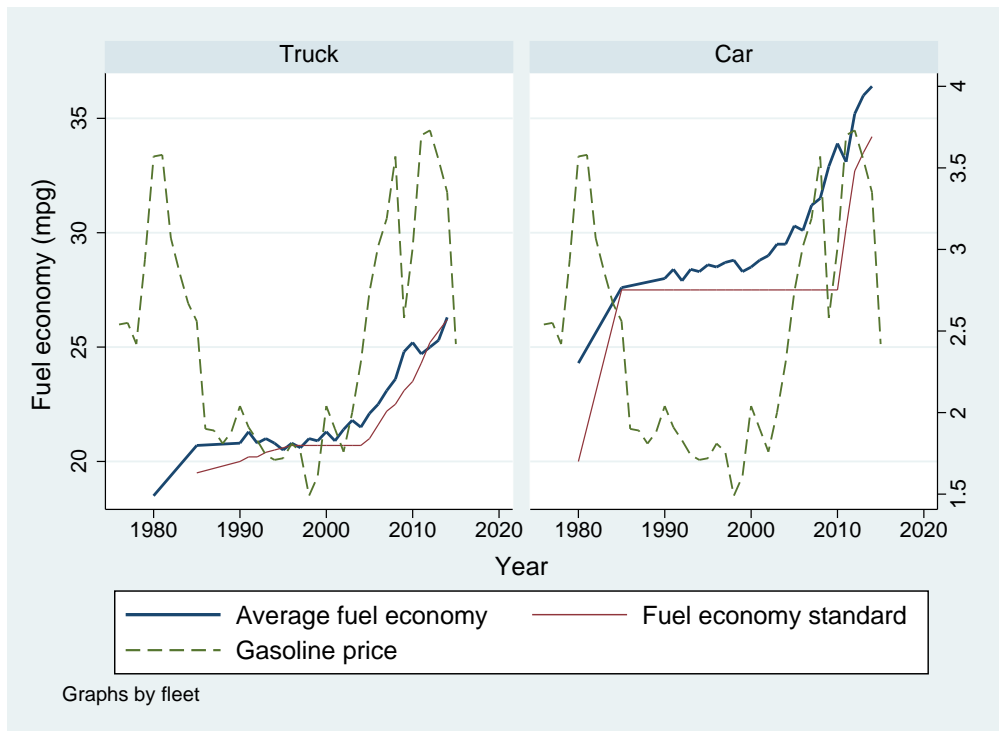 Truck
Car
Fuel economy (mpg)
35
30
25
20
4
3.5
3
2.5
2
1.5
1980 1990 2000 2010 2020
1980 1990 2000 2010 2020
Year
Average fuel economy
Fuel economy standard
Gasoline price
Graphs by fleet